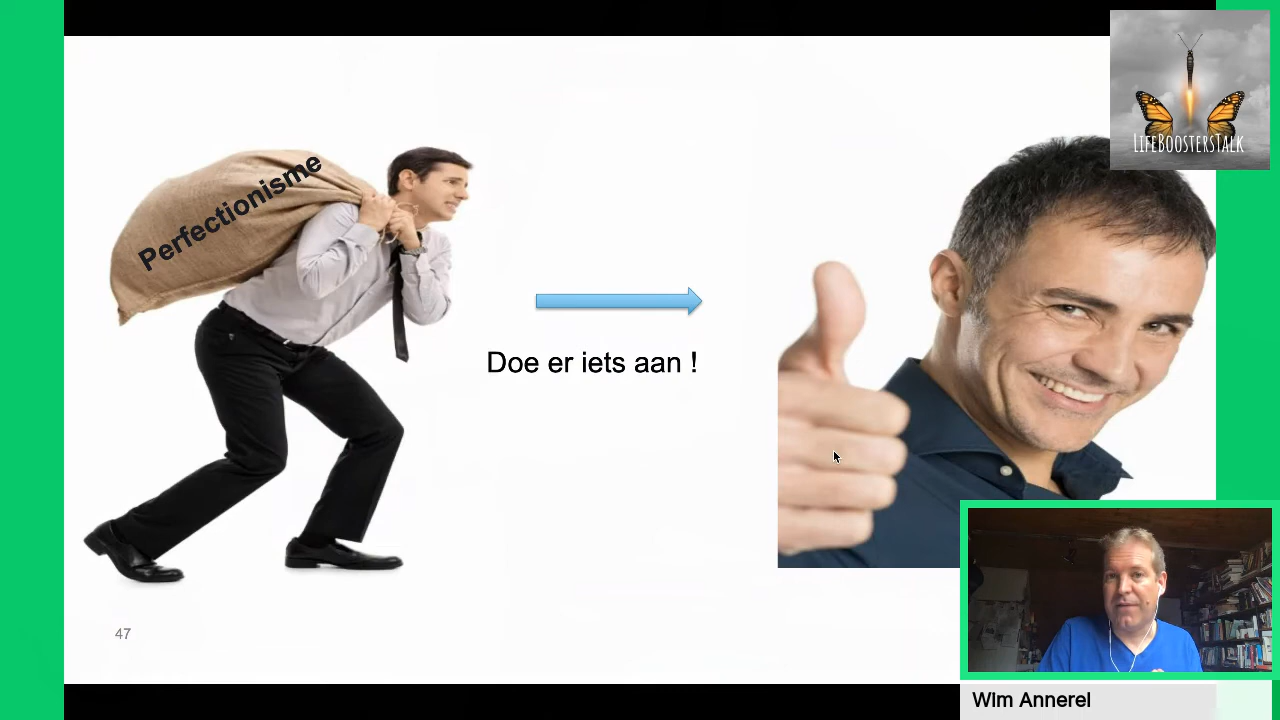 LifeBoostersTalk
Perfectionisme
Doe er iets aan !
47
Wim Annerel